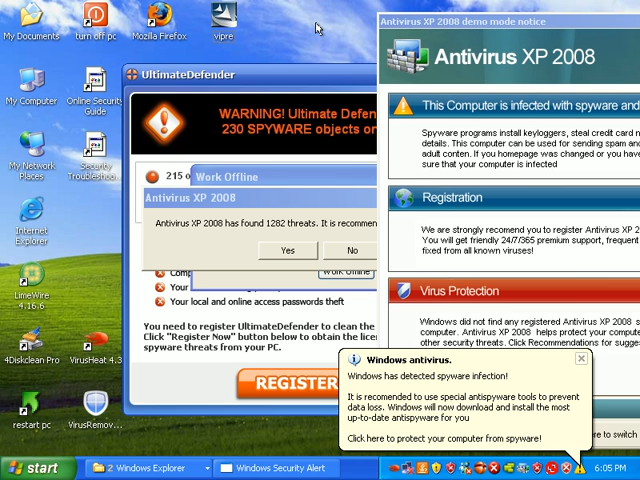 My Documents
turn off pc
Mozilla Firefox
vipre
My Computer
Online Security
Guide
My Network
Places
Security
Troubleshoo...
Internet
Explorer
LimeWire
4.16.6
4Diskclean Pro
VirusHeat 4.3
restart pc
VirusRemov...
UltimateDefender
WARNING! Ultimate Defen
230 SPYWARE objects on
215 o
Work Offline
Antivirus XP 2008
Antivirus XP 2008 has found 1282 threats. It is recommen
Yes
No
Work Offline
Comp
Your
Your local and online access passwords theft
You need to register UltimateDefender to clean the
Click "Register Now" button below to obtain the lice
spyware threats from your PC.
REGISTER
Antivirus XP 2008 demo mode notice
Antivirus XP 2008
This Computer is infected with spyware and
Spyware programs install keyloggers, steal credit card n
details. This computer can be used for sending spam and
adult conten. If you homepage was changed or you have
sure that your computer is infected
Registration
We are strongly recomend you to register Antivirus XP 2
You will get friendly 24/7/365 premium support, frequent
fixed from all known viruses!
Virus Protection
Windows did not find any registered Antivirus XP 2008 s
computer. Antivirus XP 2008 helps protect your compute
other security threats. Click Recommendations for sugges
Windows antivirus.
Windows has detected spyware infection!
It is recomended to use special antispyware tools to prevent
data loss. Windows will now download and install the most
up-to-date antispyware for you
Click here to protect your computer from spyware!
re to switch
start
2 Windows Explorer
Windows Security Alert
6:05 PM